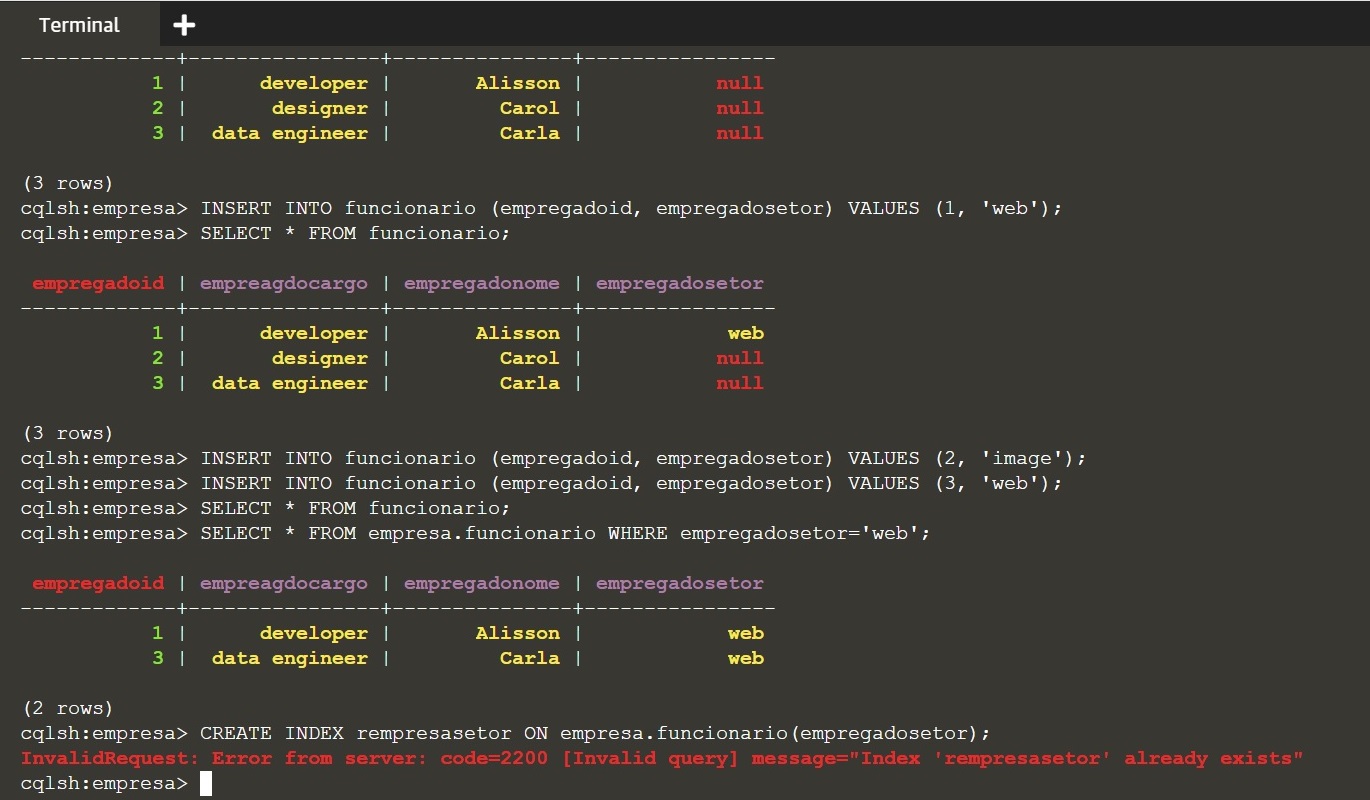 Terminal +
-------------+----------------+---------------+----------------
1 | developer | Alisson | null
2 | designer | Carol | null
3 | data engineer | Carla | null
(3 rows)
cqlsh:empresa> INSERT INTO funcionario (empregadoid, empregadosetor) VALUES (1, 'web');
cqlsh:empresa> SELECT * FROM funcionario;
empregadoid | empreagdocargo | empregadonome | empregadosetor
-------------+----------------+---------------+----------------
1 | developer | Alisson | web
2 | designer | Carol | null
3 | data engineer | Carla | null
(3 rows)
cqlsh:empresa> INSERT INTO funcionario (empregadoid, empregadosetor) VALUES (2, 'image');
cqlsh:empresa> INSERT INTO funcionario (empregadoid, empregadosetor) VALUES (3, 'web');
cqlsh:empresa> SELECT * FROM funcionario;
cqlsh:empresa> SELECT * FROM empresa.funcionario WHERE empregadosetor='web';
empregadoid | empreagdocargo | empregadonome | empregadosetor
-------------+----------------+---------------+----------------
1 | developer | Alisson | web
3 | data engineer | Carla | web
(2 rows)
cqlsh:empresa> CREATE INDEX rempresasetor ON empresa.funcionario(empregadosetor);
InvalidRequest: Error from server: code=2200 [Invalid query] message="Index 'rempresasetor' already exists"
cqlsh:empresa>